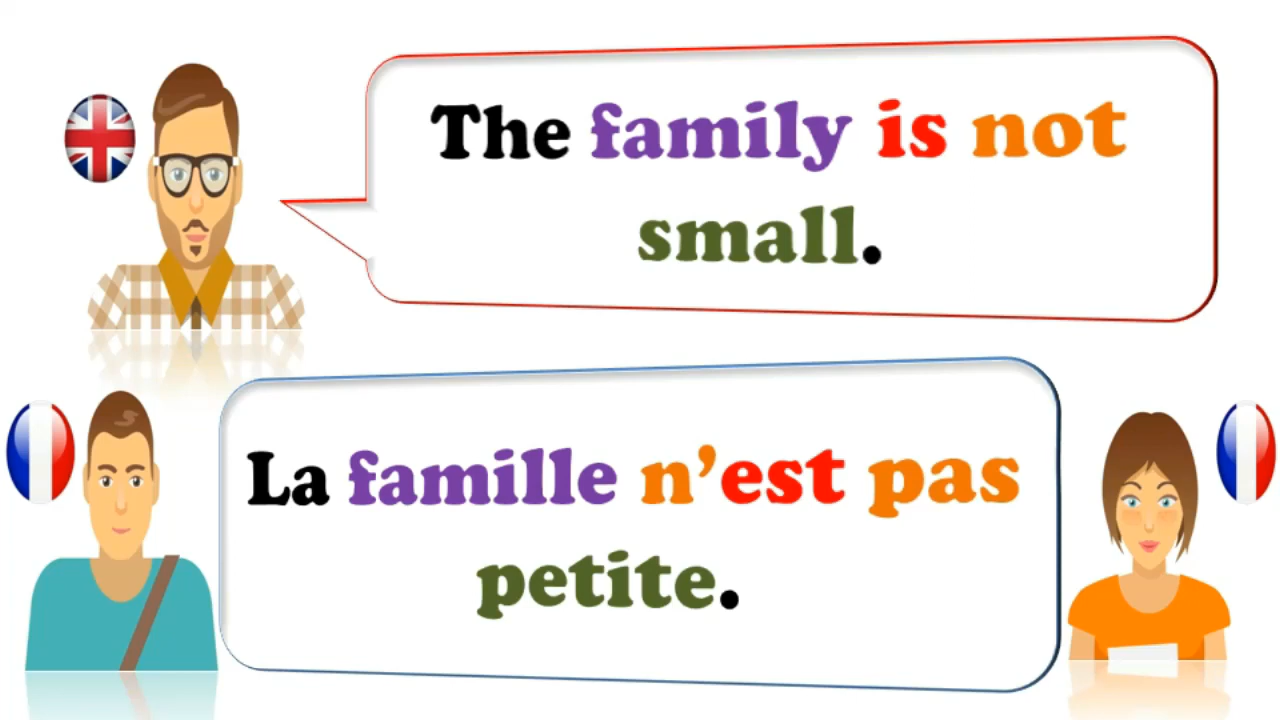 The family is not
small.
La famille n’est pas
petite.